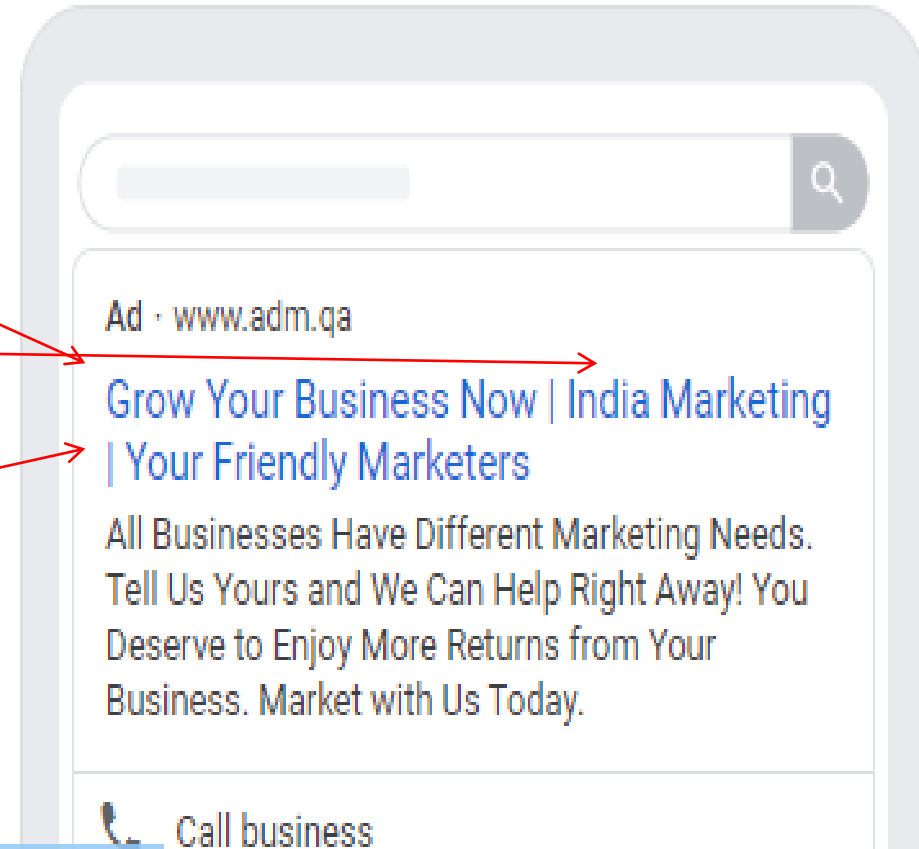 Ad · www.adm.qa
Grow Your Business Now | India Marketing
| Your Friendly Marketers
All Businesses Have Different Marketing Needs.
Tell Us Yours and We Can Help Right Away! You
Deserve to Enjoy More Returns from Your
Business. Market with Us Today.
Call business